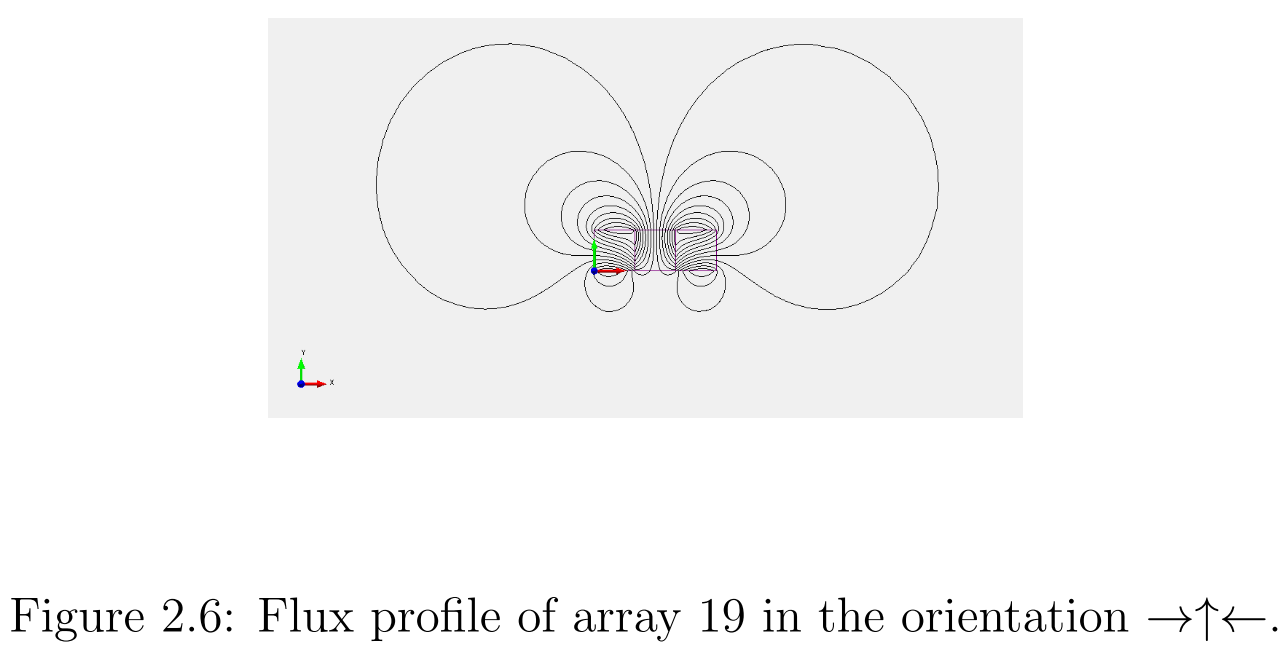 Y
X
Figure 2.6: Flux profile of array 19 in the orientation →↑←.